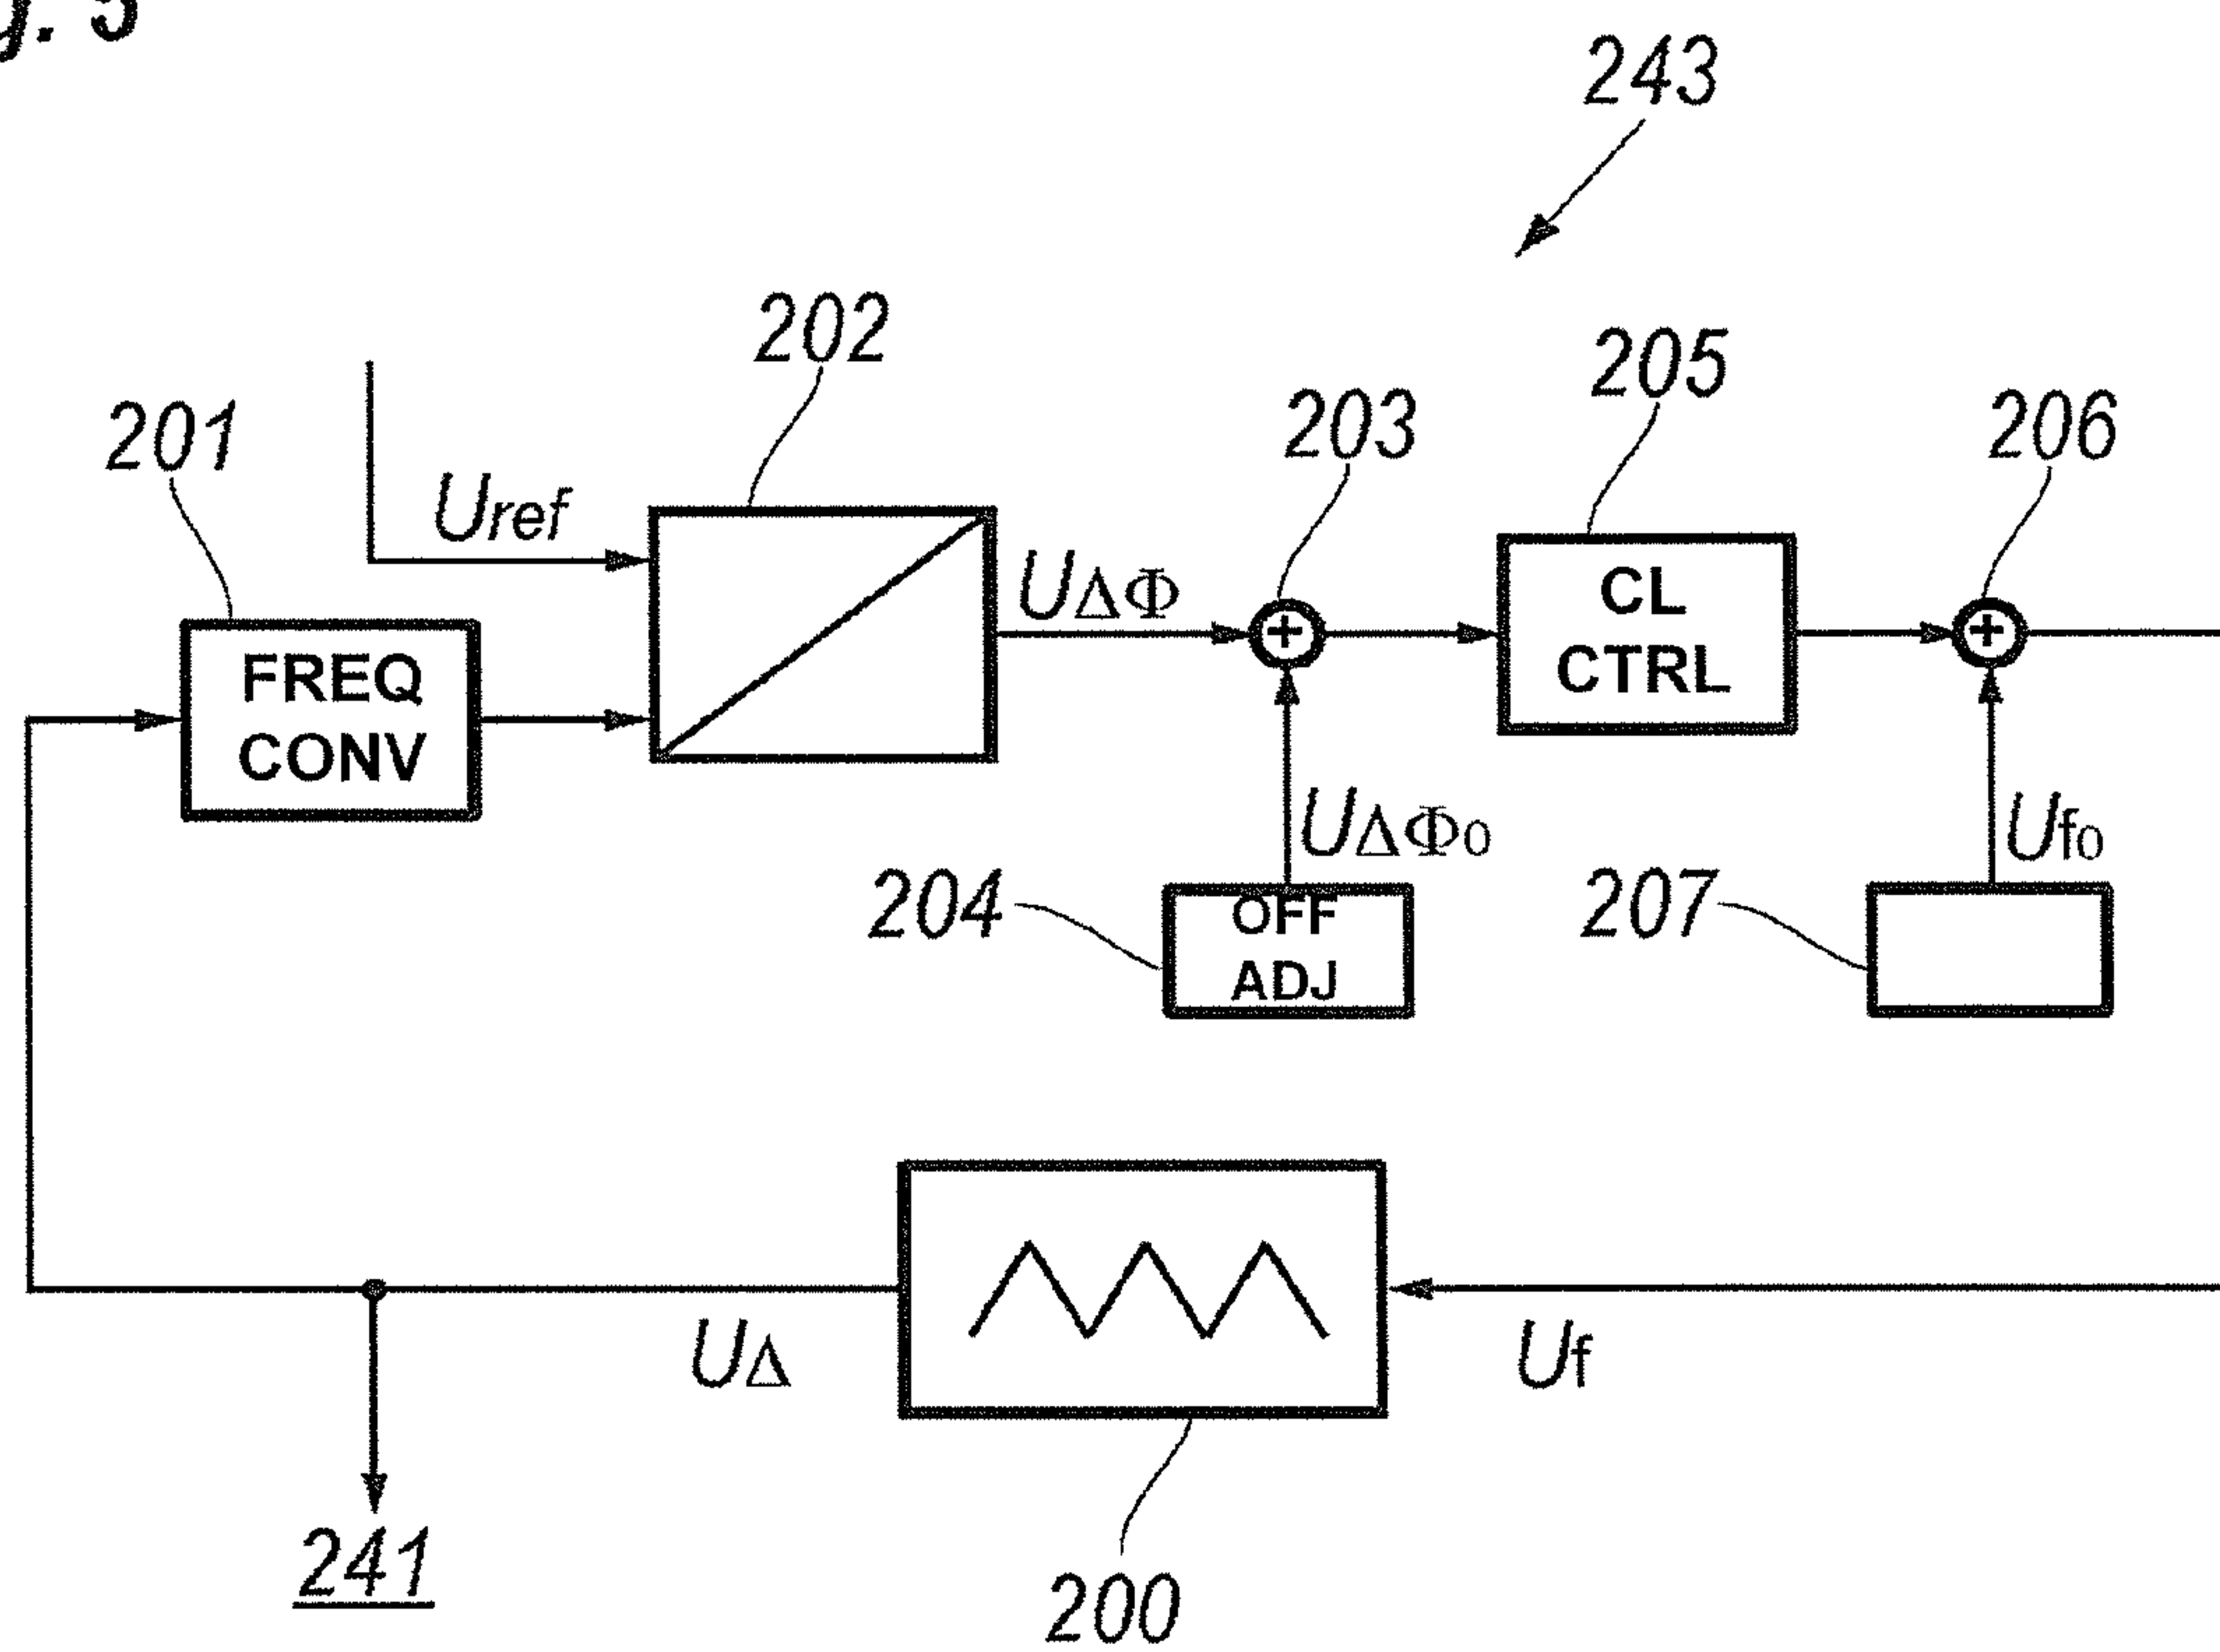 g. 5
243
202
205
201
203
206
Uref
UΔΦ
CL
CTRL
FREQ
CONV
UΔΦ0
Uf0
204
OFF
ADJ
207
UΔ
Uf
241
200